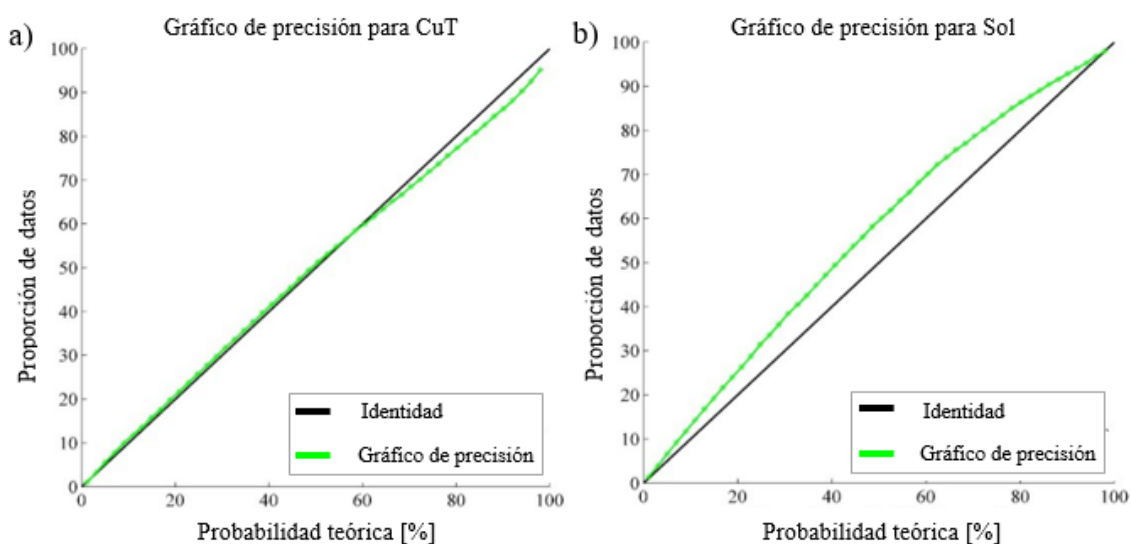 a)
Gráfico de precisión para CuT
100
90
80
70
60
50
40
30
20
10
0
Proporción de datos
Identidad
Gráfico de precisión
0
20
40
60
80
100
Probabilidad teórica [%]
b)
Gráfico de precisión para Sol
100
90
80
70
60
50
40
30
20
10
0
Proporción de datos
Identidad
Gráfico de precisión
0
20
40
60
80
100
Probabilidad teórica [%]